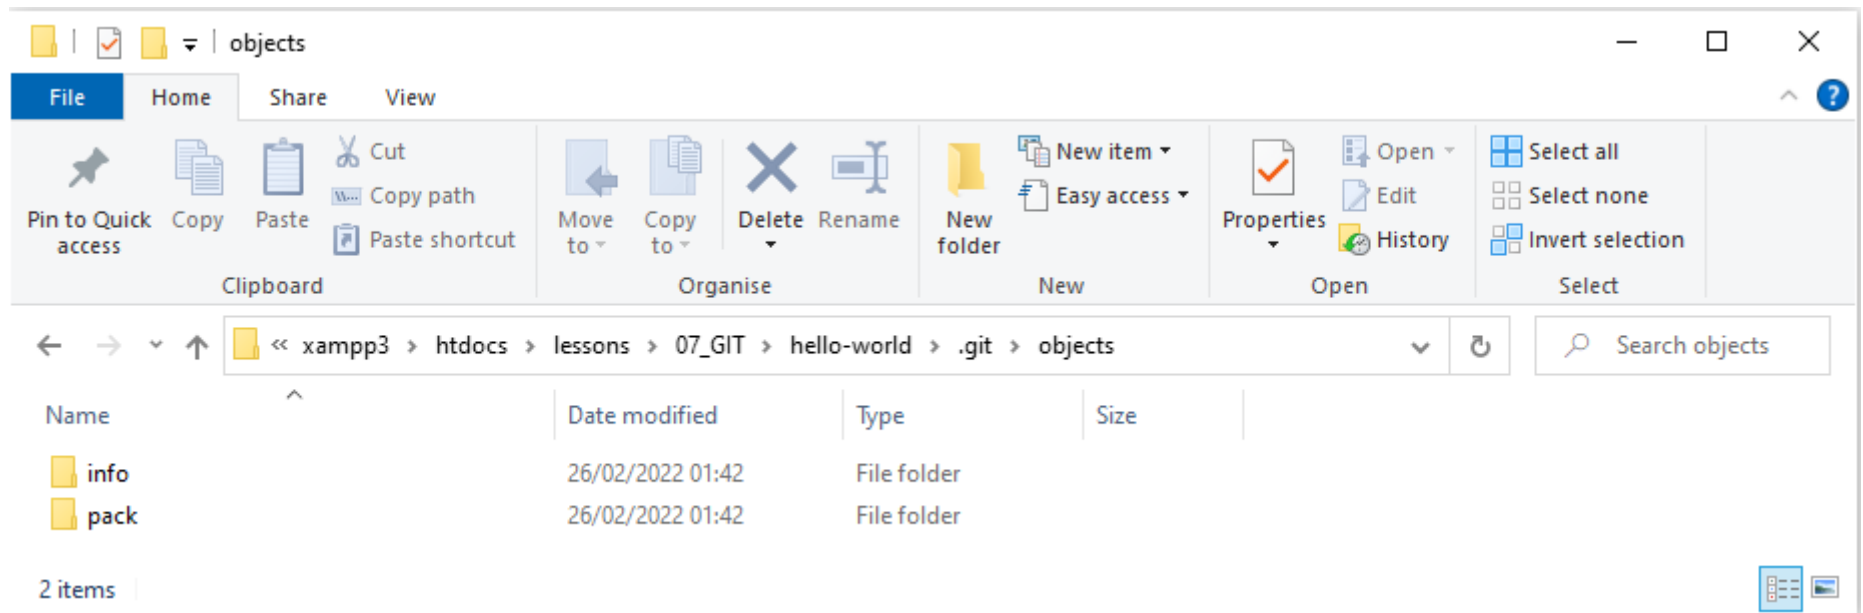 objects
File Home Share View
Pin to Quick access
Copy
Paste
Cut
Copy path
Paste shortcut
Clipboard
Move to
Copy to
Delete
Rename
Organise
New folder
New item
Easy access
New
Properties
Open
Edit
History
Open
Select all
Select none
Invert selection
Select
« xampp3 > htdocs > lessons > 07_GIT > hello-world > .git > objects
Search objects
Name Date modified Type Size
info 26/02/2022 01:42 File folder
pack 26/02/2022 01:42 File folder
2 items